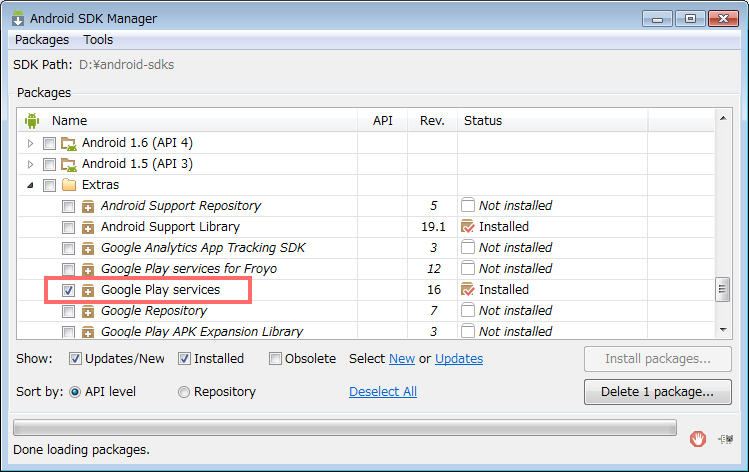 Android SDK Manager
Packages Tools
SDK Path: D:¥android-sdks
Packages
Name API Rev. Status
Android 1.6 (API 4)
Android 1.5 (API 3)
Extras
Android Support Repository 5 Not installed
Android Support Library 19.1 Installed
Google Analytics App Tracking SDK 3 Not installed
Google Play services for Froyo 12 Not installed
Google Play services 16 Installed
Google Repository 7 Not installed
Google Play APK Expansion Library 3 Not installed
Show: Updates/New Installed Obsolete Select New or Updates Install packages...
Sort by: API level Repository Deselect All Delete 1 package...
Done loading packages.